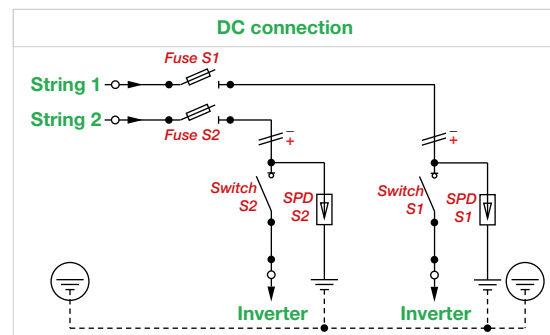 DC connection
Fuse S1
String 1
String 2
Fuse S2
−
+
−
+
Switch
S2
SPD
S2
Switch
S1
SPD
S1
Inverter
Inverter